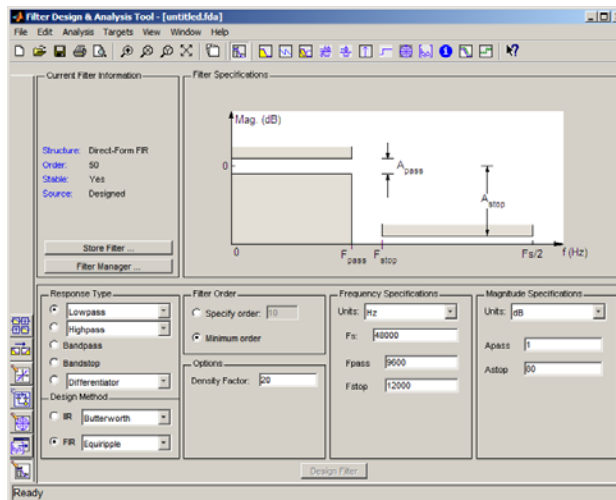 Filter Design & Analysis Tool - [untitled.fda]
File Edit Analysis Targets View Window Help
Current Filter Information
Structure: Direct-Form FIR
Order: 50
Stable: Yes
Source: Designed
Store Filter ...
Filter Manager ...
Filter Specifications
Mag. (dB)
0
Apass
Astop
0 Fpass Fstop Fs/2 f (Hz)
Response Type
Lowpass
Highpass
Bandpass
Bandstop
Differentiator
Design Method
IIR Butterworth
FIR Equiripple
Filter Order
Specify order: 10
Minimum order
Options
Density Factor: 20
Frequency Specifications
Units: Hz
Fs: 48000
Fpass 9600
Fstop 12000
Magnitude Specifications
Units: dB
Apass 1
Astop 80
Design Filter
Ready